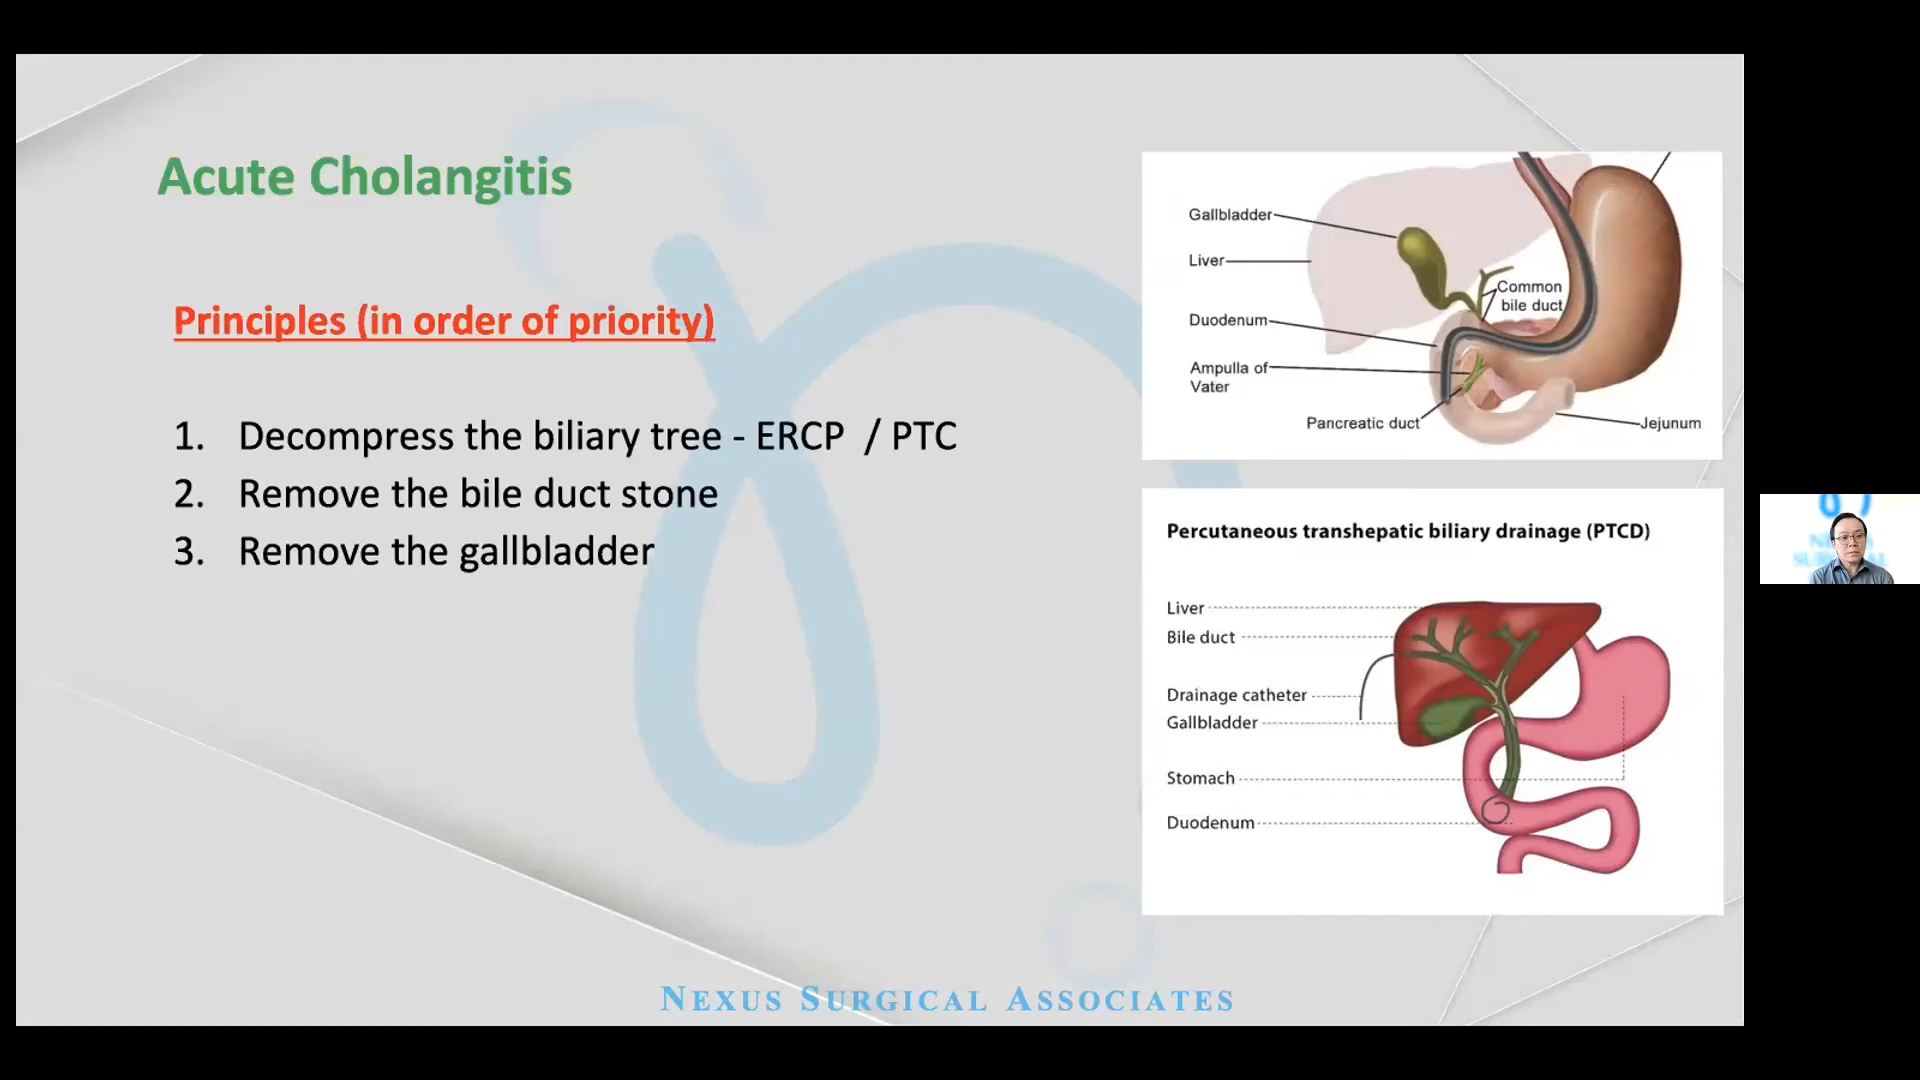 Acute Cholangitis
Principles (in order of priority)
1. Decompress the biliary tree - ERCP / PTC
2. Remove the bile duct stone
3. Remove the gallbladder
Gallbladder
Liver
Common
bile duct
Duodenum
Ampulla of
Vater
Pancreatic duct
Jejunum
Percutaneous transhepatic biliary drainage (PTCD)
Liver
Bile duct
Drainage catheter
Gallbladder
Stomach
Duodenum
NEXUS SURGICAL ASSOCIATES